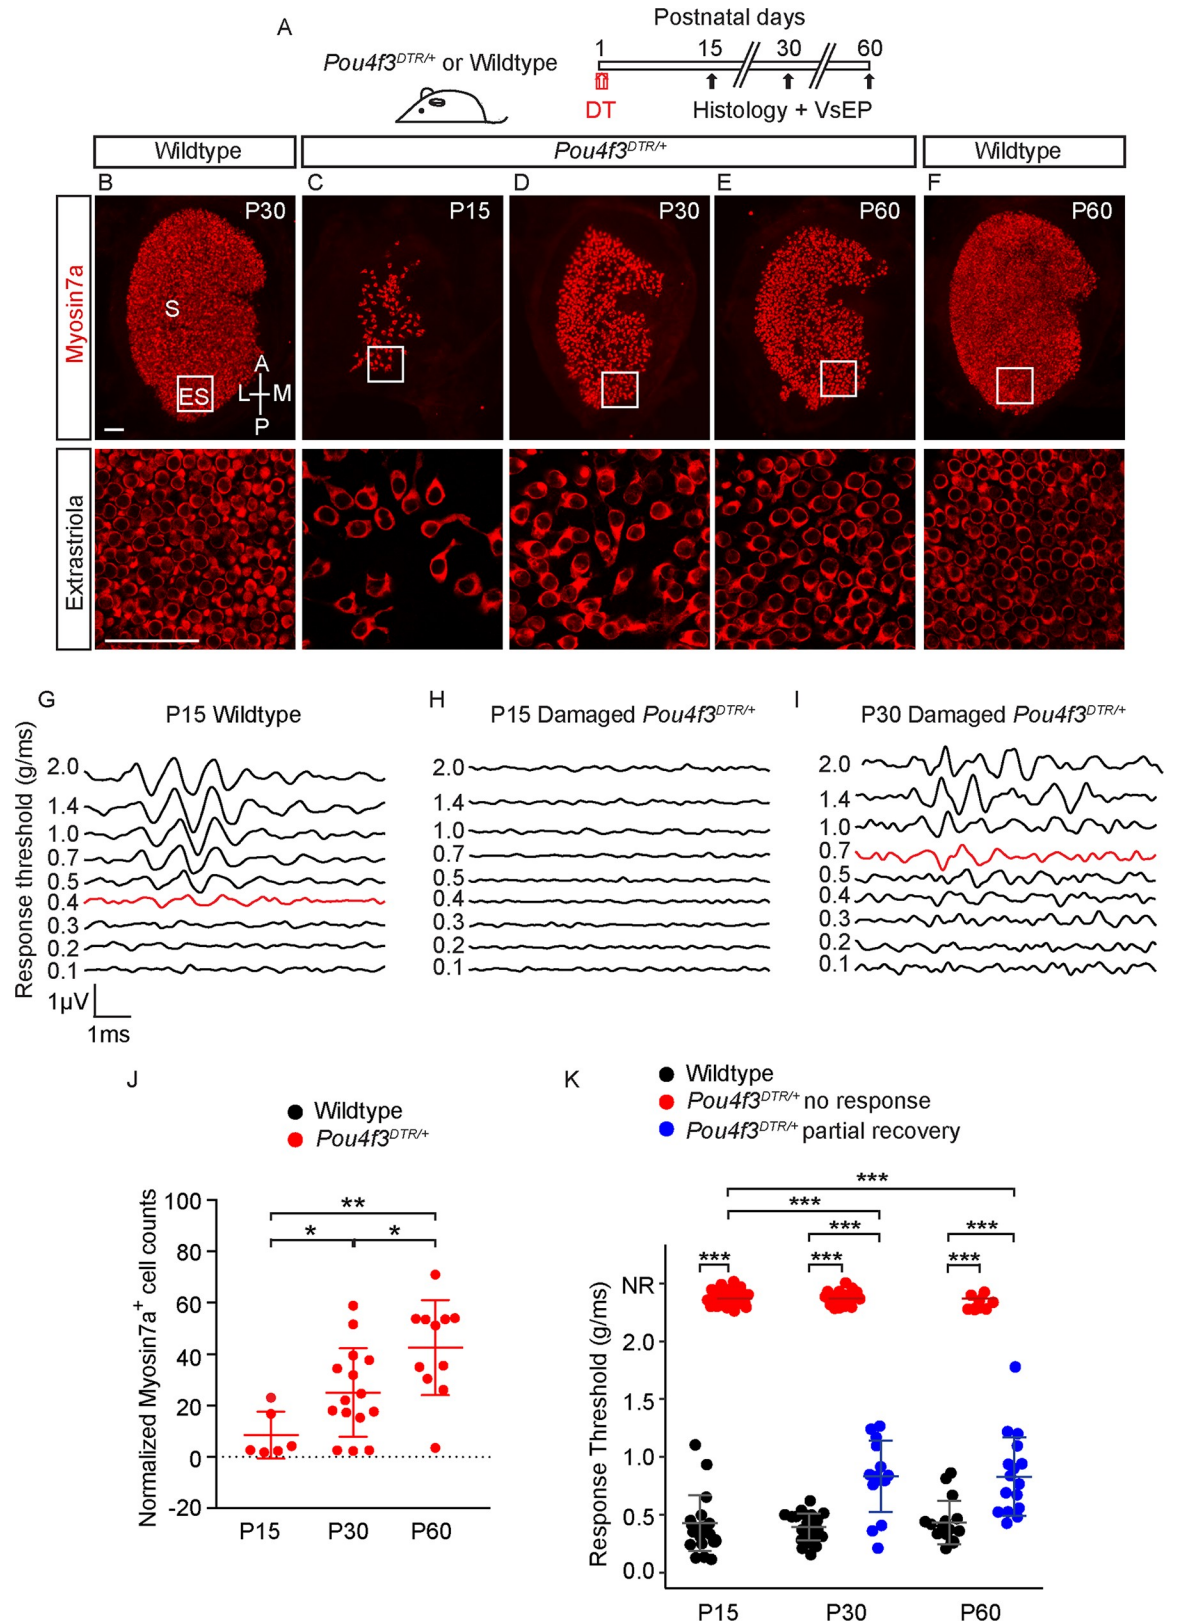 A
Postnatal days
1 15 30 60
Pou4f3DTR/+ or Wildtype
DT
Histology + VsEP
Wildtype
Pou4f3DTR/+
Wildtype
B C D E F
Myosin7a
P30
P15
P30
P60
P60
S
ES
A
L M
P
Extrastriola
G
P15 Wildtype
Response threshold (g/ms)
2.0
1.4
1.0
0.7
0.5
0.4
0.3
0.2
0.1
1µV
1ms
H
P15 Damaged Pou4f3DTR/+
2.0
1.4
1.0
0.7
0.5
0.4
0.3
0.2
0.1
I
P30 Damaged Pou4f3DTR/+
2.0
1.4
1.0
0.7
0.5
0.4
0.3
0.2
0.1
J
Wildtype
Pou4f3DTR/+
Normalized Myosin7a+ cell counts
100
80
60
40
20
0
-20
**
* *
P15 P30 P60
K
Wildtype
Pou4f3DTR/+ no response
Pou4f3DTR/+ partial recovery
Response Threshold (g/ms)
***
***
*** ***
*** *** ***
NR
2.0
1.5
1.0
0.5
0.0
P15 P30 P60